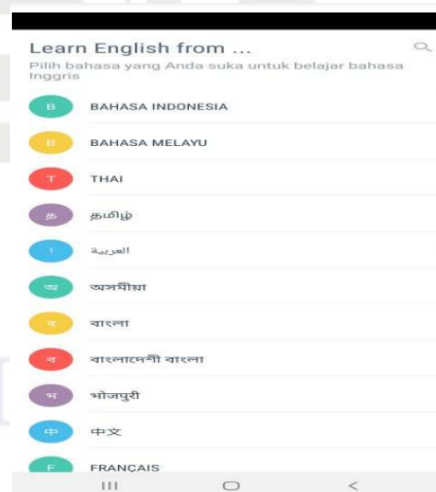 Learn English from ...
Pilih bahasa yang Anda suka untuk belajar bahasa
Inggris
B BAHASA INDONESIA
B BAHASA MELAYU
T THAI
த தமிழ்
ا العربية
অ অসমীয়া
ব বাংলা
ব বাংলাদেশী বাংলা
भ भोजपुरी
中 中文
F FRANÇAIS